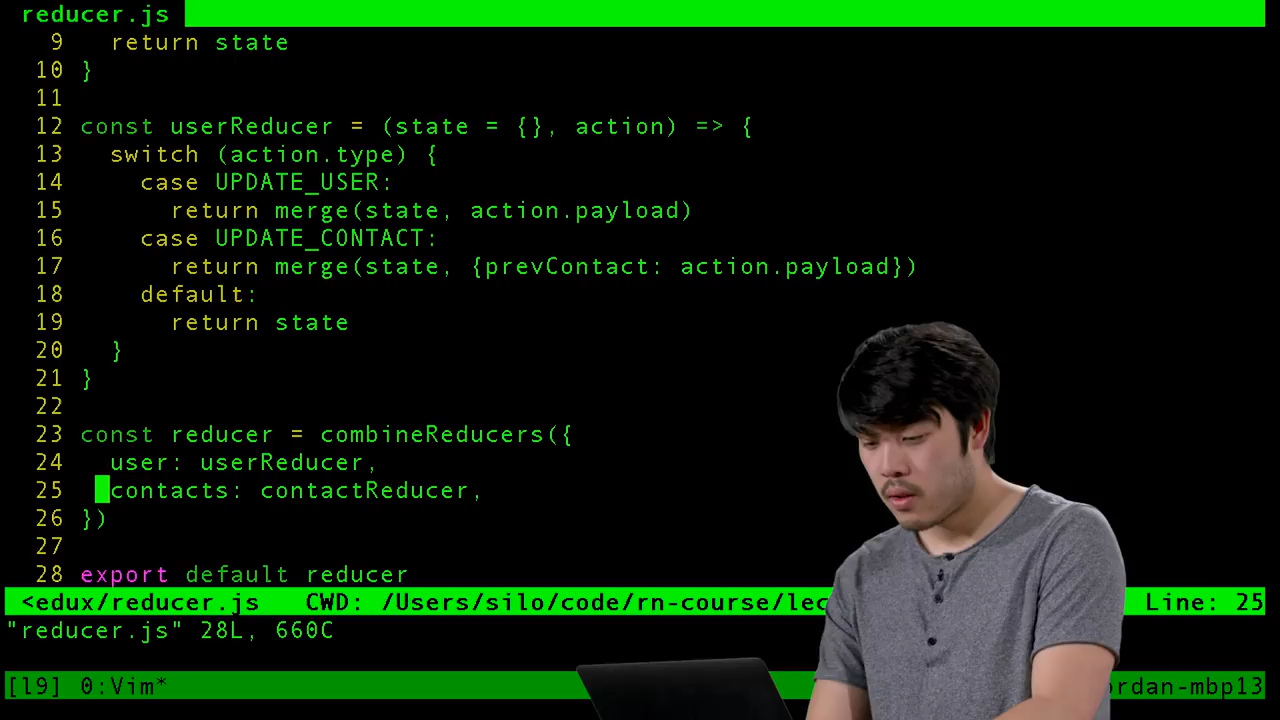 reducer.js
9 return state
10 }
11
12 const userReducer = (state = {}, action) => {
13 switch (action.type) {
14 case UPDATE_USER:
15 return merge(state, action.payload)
16 case UPDATE_CONTACT:
17 return merge(state, {prevContact: action.payload})
18 default:
19 return state
20 }
21 }
22
23 const reducer = combineReducers({
24 user: userReducer,
25 contacts: contactReducer,
26 })
27
28 export default reducer
<edux/reducer.js CWD: /Users/silo/code/rn-course/lec Line: 25
"reducer.js" 28L, 660C
[l9] 0:Vim* ordan-mbp13